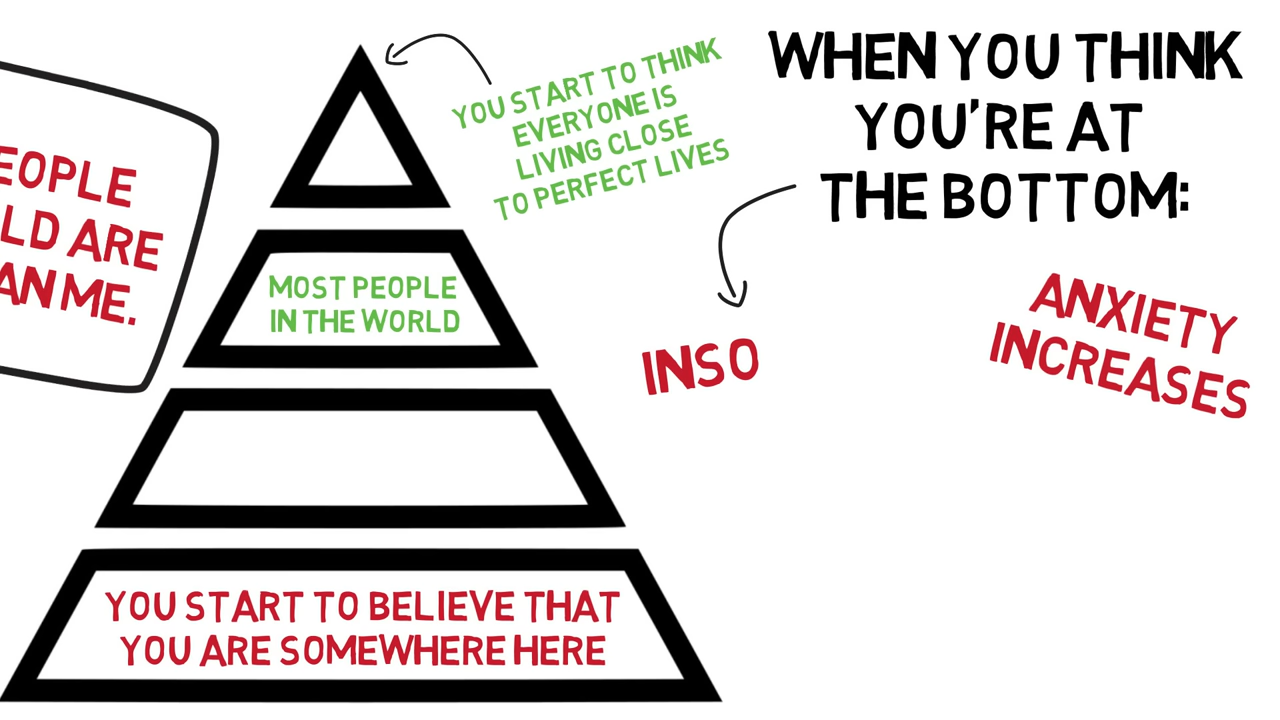 EOPLE
LD ARE
AN ME.
YOU START TO THINK
EVERYONE IS
LIVING CLOSE
TO PERFECT LIVES
MOST PEOPLE
IN THE WORLD
YOU START TO BELIEVE THAT
YOU ARE SOMEWHERE HERE
WHEN YOU THINK
YOU'RE AT
THE BOTTOM:
INSO
ANXIETY
INCREASES